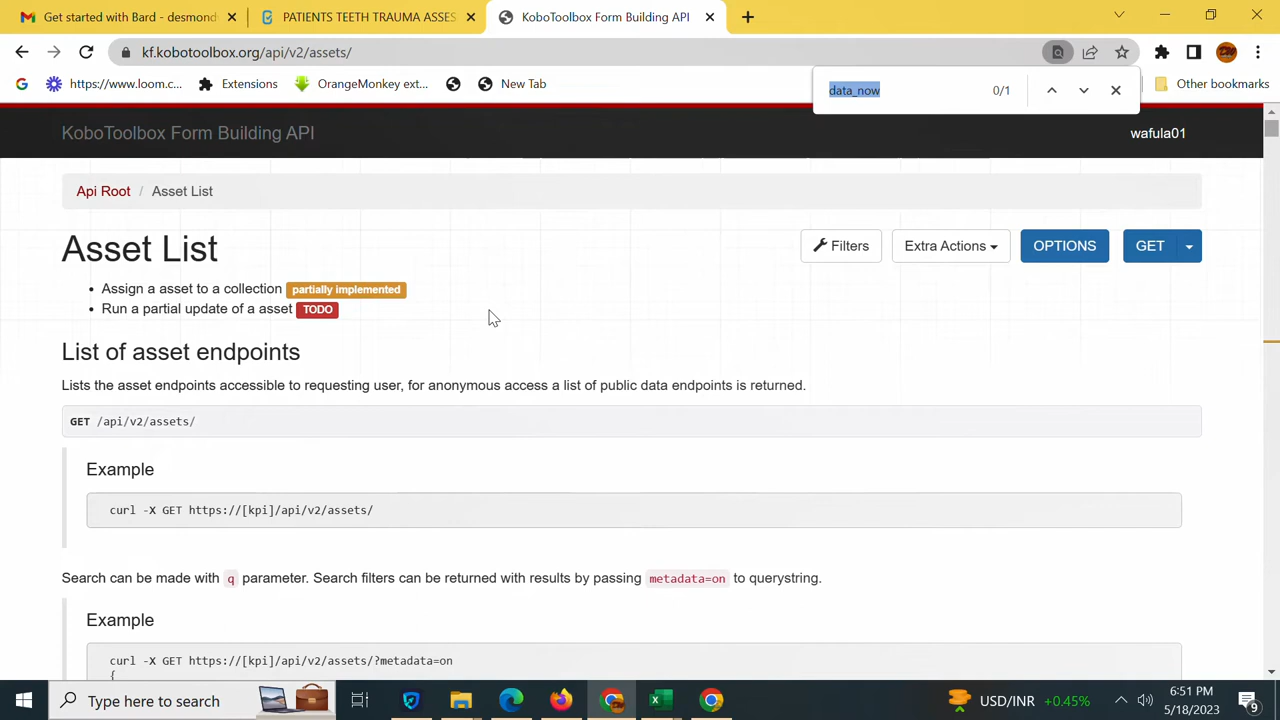 Get started with Bard - desmond
PATIENTS TEETH TRAUMA ASSES
KoboToolbox Form Building API
kf.kobotoolbox.org/api/v2/assets/
https://www.loom.c...
Extensions
OrangeMonkey ext...
New Tab
data_now
0/1
Other bookmarks
KoboToolbox Form Building API
wafula01
Api Root / Asset List
Asset List
Filters
Extra Actions
OPTIONS
GET
• Assign a asset to a collection partially implemented
• Run a partial update of a asset TODO
List of asset endpoints
Lists the asset endpoints accessible to requesting user, for anonymous access a list of public data endpoints is returned.
GET /api/v2/assets/
Example
curl -X GET https://[kpi]/api/v2/assets/
Search can be made with q parameter. Search filters can be returned with results by passing metadata=on to querystring.
Example
curl -X GET https://[kpi]/api/v2/assets/?metadata=on
{
Type here to search
USD/INR +0.45%
6:51 PM
5/18/2023
9